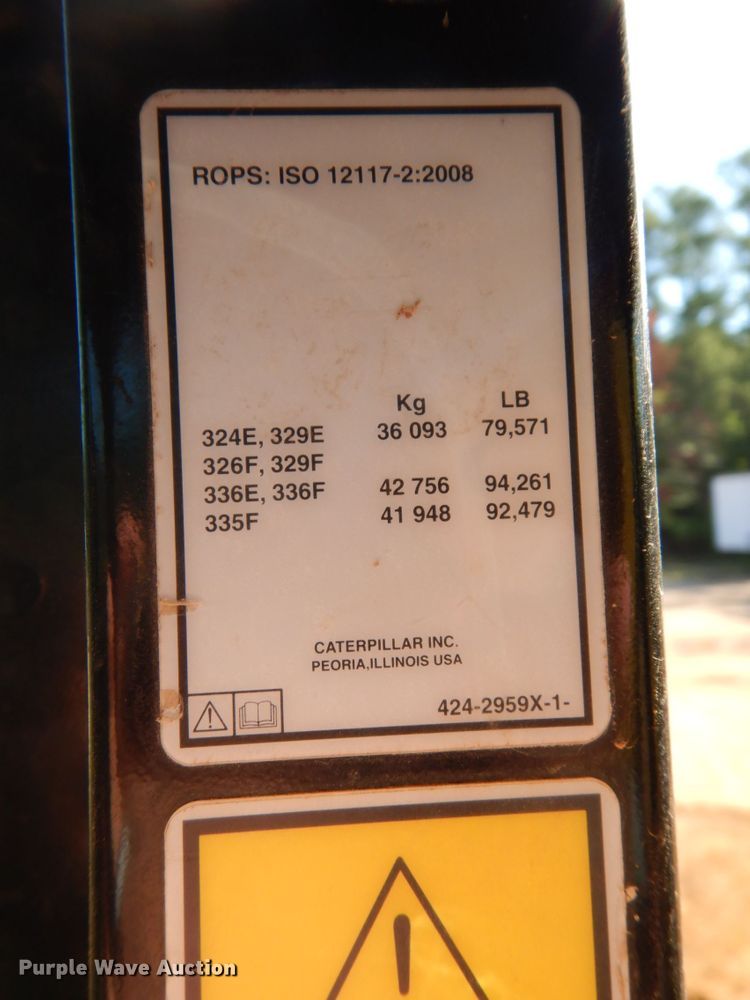 ROPS: ISO 12117-2:2008
Kg LB
324E, 329E 36 093 79,571
326F, 329F
336E, 336F 42 756 94,261
335F 41 948 92,479
CATERPILLAR INC.
PEORIA,ILLINOIS USA
424-2959X-1-
Purple Wave Auction